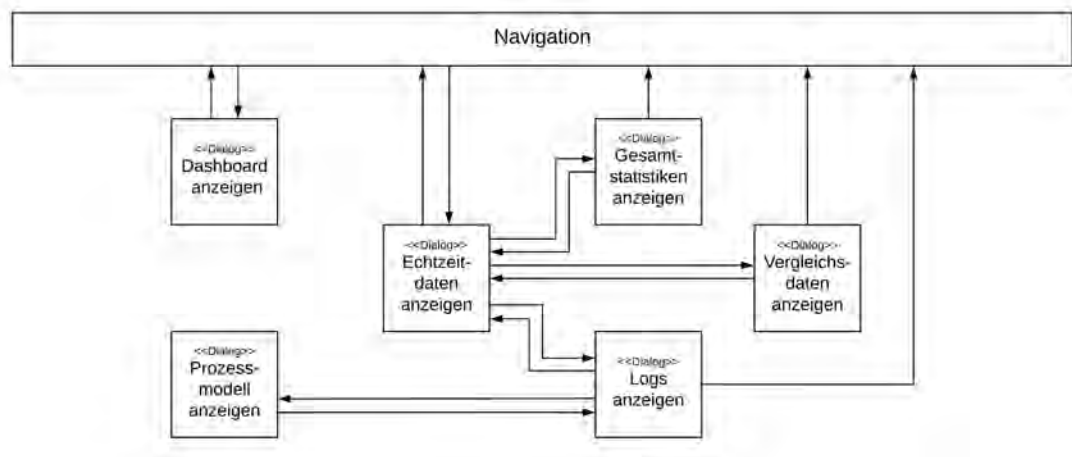 Navigation
<<Dialog>>
Dashboard
anzeigen
<<Dialog>>
Gesamt-
statistiken
anzeigen
<<Dialog>>
Echtzeit-
daten
anzeigen
<<Dialog>>
Vergleichs-
daten
anzeigen
<<Dialog>>
Prozess-
modell
anzeigen
<<Dialog>>
Logs
anzeigen